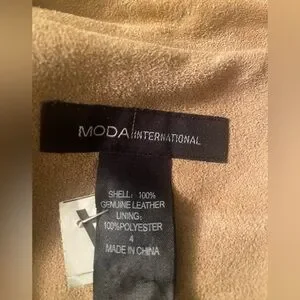 MODA INTERNATIONAL
SHELL: 100%
GENUINE LEATHER
LINING:
100%POLYESTER
4
MADE IN CHINA